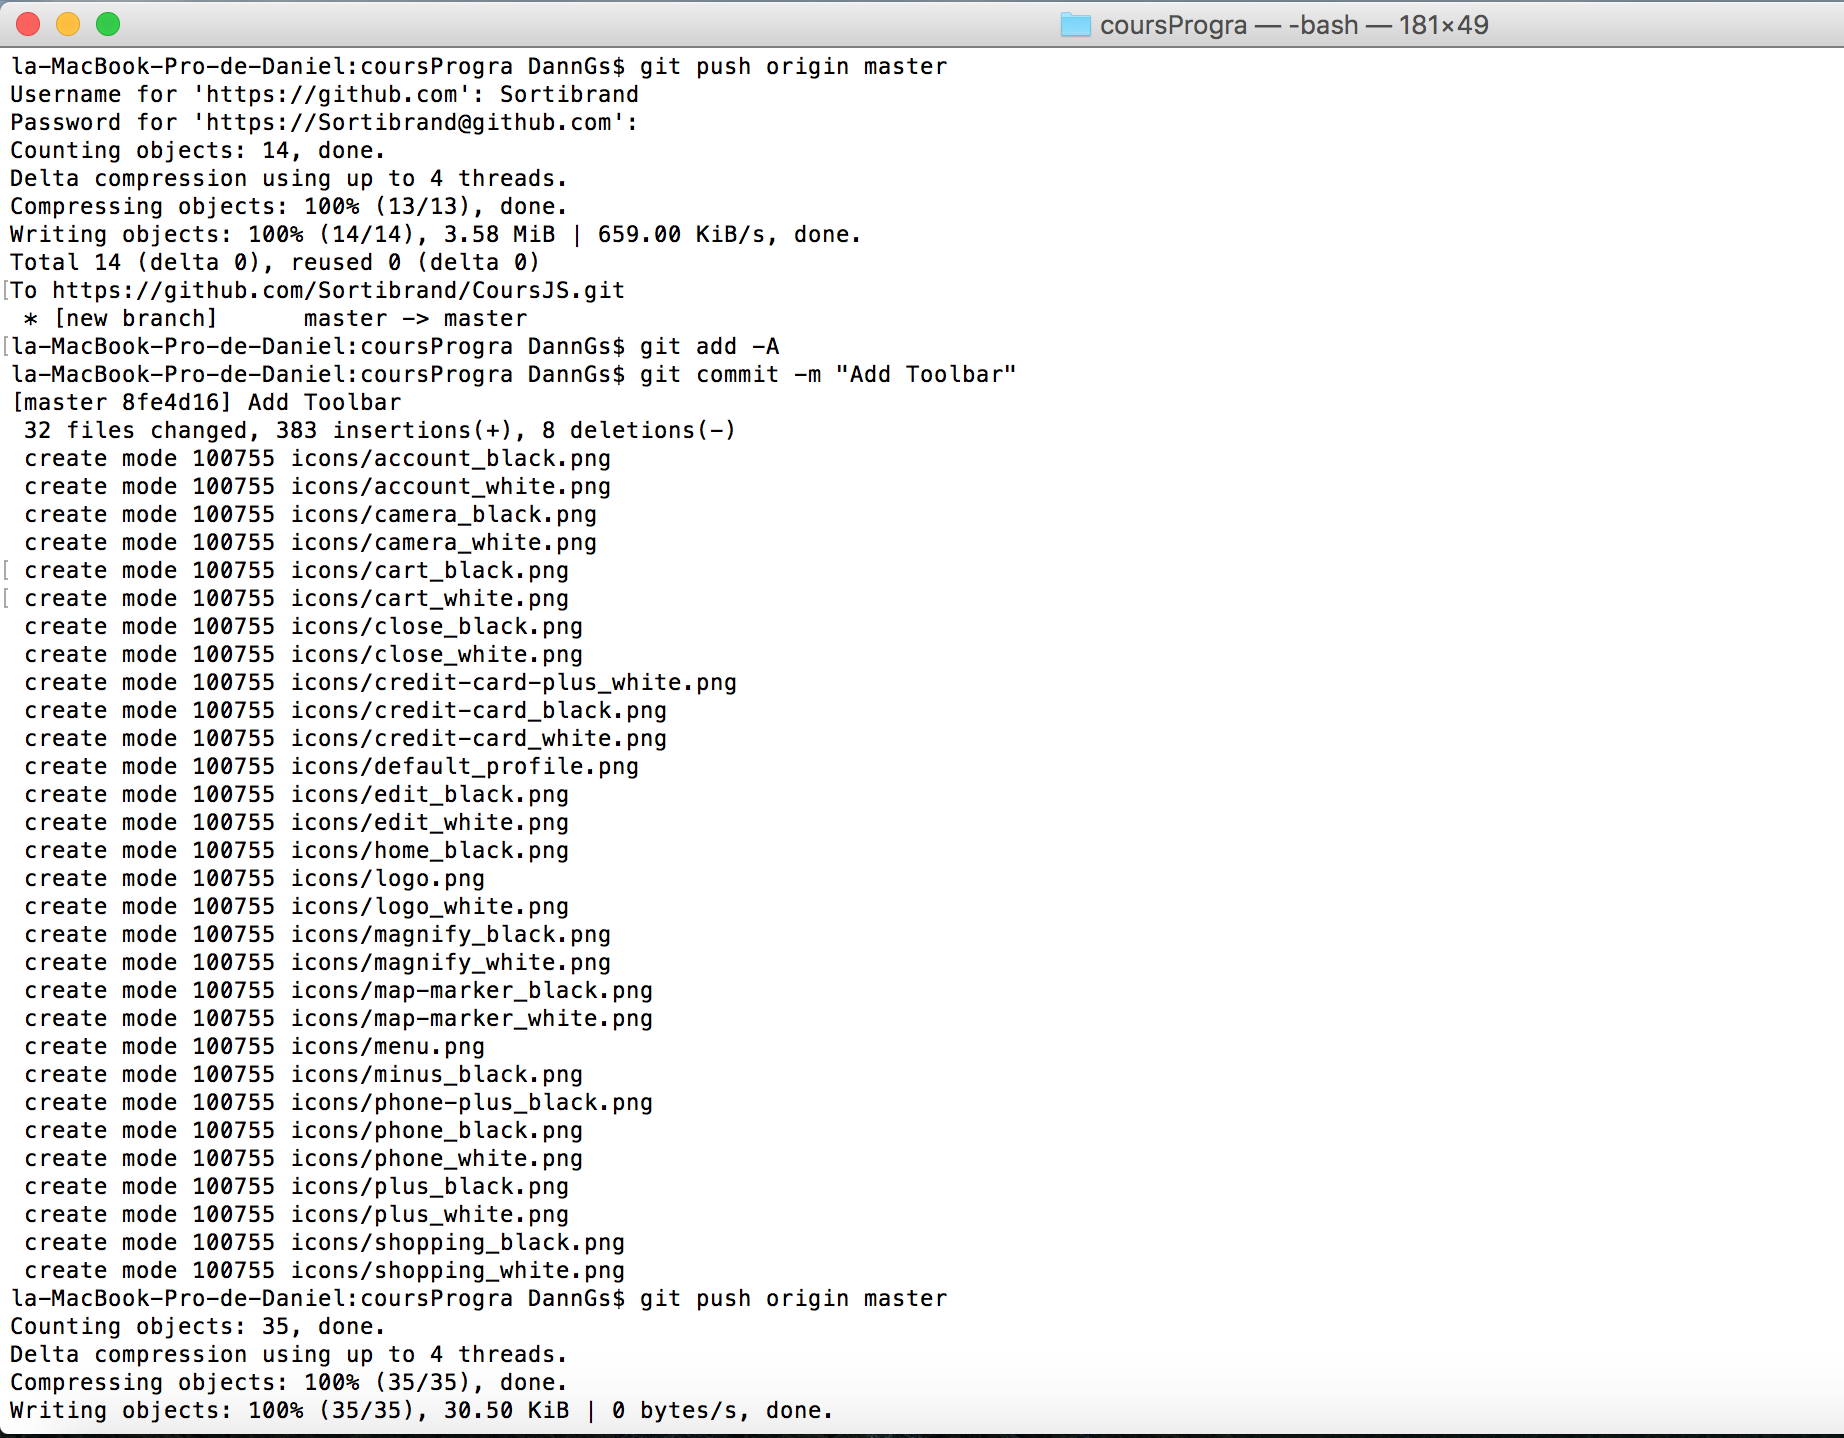 coursProgra — -bash — 181×49
la-MacBook-Pro-de-Daniel:coursProgra DannGs$ git push origin master
Username for 'https://github.com': Sortibrand
Password for 'https://Sortibrand@github.com':
Counting objects: 14, done.
Delta compression using up to 4 threads.
Compressing objects: 100% (13/13), done.
Writing objects: 100% (14/14), 3.58 MiB | 659.00 KiB/s, done.
Total 14 (delta 0), reused 0 (delta 0)
[To https://github.com/Sortibrand/CoursJS.git
 * [new branch]      master -> master
[la-MacBook-Pro-de-Daniel:coursProgra DannGs$ git add -A
la-MacBook-Pro-de-Daniel:coursProgra DannGs$ git commit -m "Add Toolbar"
[master 8fe4d16] Add Toolbar
 32 files changed, 383 insertions(+), 8 deletions(-)
 create mode 100755 icons/account_black.png
 create mode 100755 icons/account_white.png
 create mode 100755 icons/camera_black.png
 create mode 100755 icons/camera_white.png
[ create mode 100755 icons/cart_black.png
[ create mode 100755 icons/cart_white.png
 create mode 100755 icons/close_black.png
 create mode 100755 icons/close_white.png
 create mode 100755 icons/credit-card-plus_white.png
 create mode 100755 icons/credit-card_black.png
 create mode 100755 icons/credit-card_white.png
 create mode 100755 icons/default_profile.png
 create mode 100755 icons/edit_black.png
 create mode 100755 icons/edit_white.png
 create mode 100755 icons/home_black.png
 create mode 100755 icons/logo.png
 create mode 100755 icons/logo_white.png
 create mode 100755 icons/magnify_black.png
 create mode 100755 icons/magnify_white.png
 create mode 100755 icons/map-marker_black.png
 create mode 100755 icons/map-marker_white.png
 create mode 100755 icons/menu.png
 create mode 100755 icons/minus_black.png
 create mode 100755 icons/phone-plus_black.png
 create mode 100755 icons/phone_black.png
 create mode 100755 icons/phone_white.png
 create mode 100755 icons/plus_black.png
 create mode 100755 icons/plus_white.png
 create mode 100755 icons/shopping_black.png
 create mode 100755 icons/shopping_white.png
la-MacBook-Pro-de-Daniel:coursProgra DannGs$ git push origin master
Counting objects: 35, done.
Delta compression using up to 4 threads.
Compressing objects: 100% (35/35), done.
Writing objects: 100% (35/35), 30.50 KiB | 0 bytes/s, done.